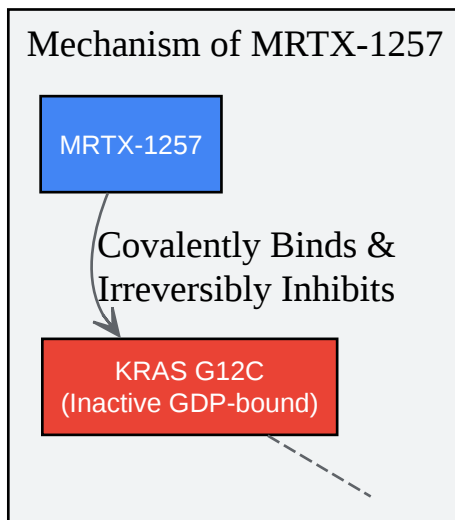 Mechanism of MRTX-1257
MRTX-1257
Covalently Binds &
Irreversibly Inhibits
KRAS G12C
(Inactive GDP-bound)